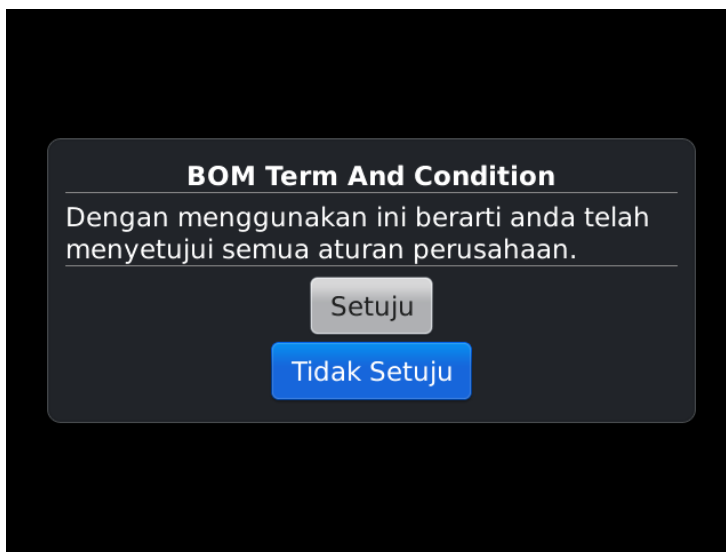 BOM Term And Condition
Dengan menggunakan ini berarti anda telah
menyetujui semua aturan perusahaan.
Setuju
Tidak Setuju